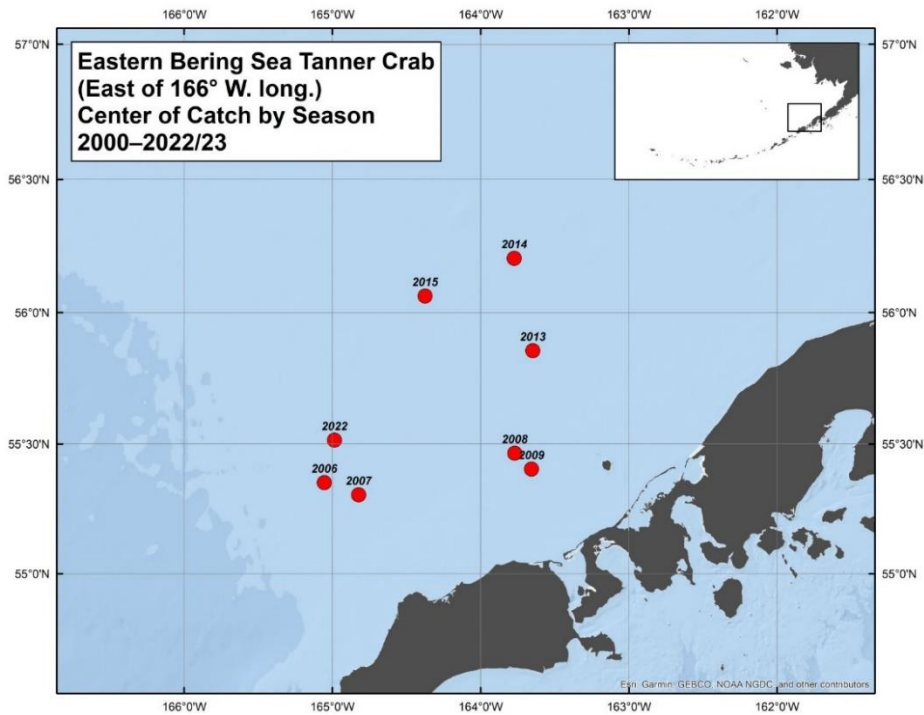 166°0'W 165°0'W 164°0'W 163°0'W 162°0'W
57°0'N 57°0'N
Eastern Bering Sea Tanner Crab
(East of 166° W. long.)
Center of Catch by Season
2000–2022/23
56°30'N 56°30'N
2014
2015
56°0'N 56°0'N
2013
2022 2008
55°30'N 55°30'N
2009
2006 2007
55°0'N 55°0'N
Esri, Garmin, GEBCO, NOAA NGDC, and other contributors
166°0'W 165°0'W 164°0'W 163°0'W 162°0'W